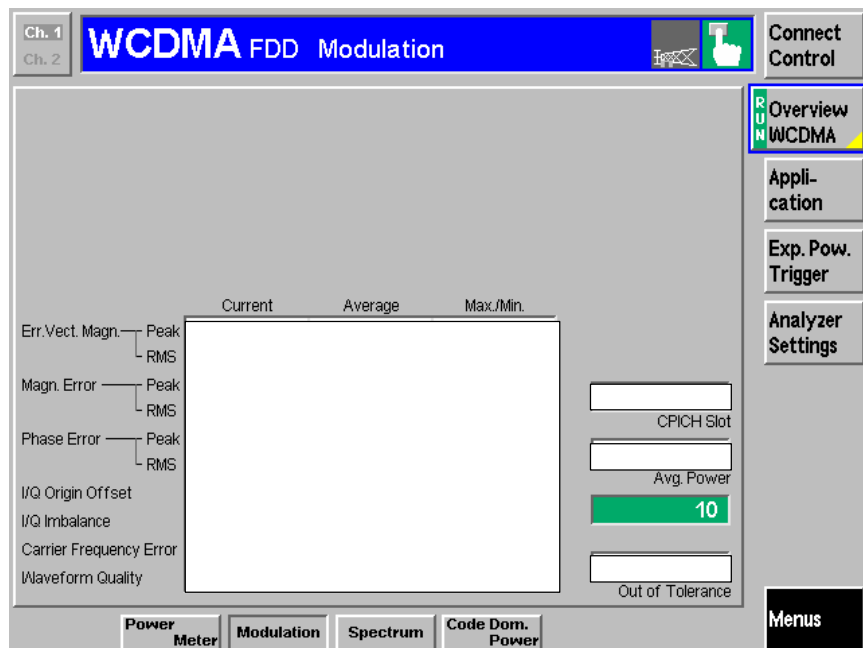 Ch. 1
Ch. 2
WCDMA FDD Modulation
Connect
Control
RUN
Overview
WCDMA
Appli-
cation
Exp. Pow.
Trigger
Analyzer
Settings
Current Average Max./Min.
Err.Vect. Magn. Peak
RMS
Magn. Error Peak
RMS
Phase Error Peak
RMS
I/Q Origin Offset
I/Q Imbalance
Carrier Frequency Error
Waveform Quality
CPICH Slot
Avg. Power
10
Out of Tolerance
Power
Meter
Modulation
Spectrum
Code Dom.
Power
Menus